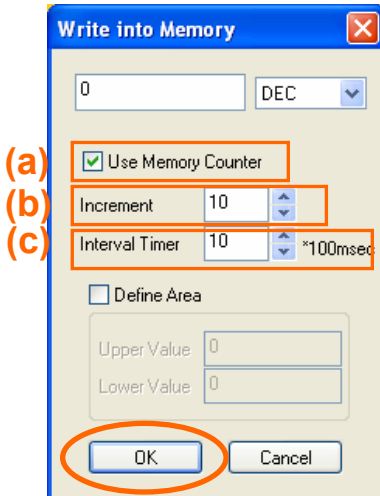 Write into Memory
0 DEC
(a) Use Memory Counter
(b) Increment 10
(c) Interval Timer 10 *100msec
Define Area
Upper Value 0
Lower Value 0
OK Cancel